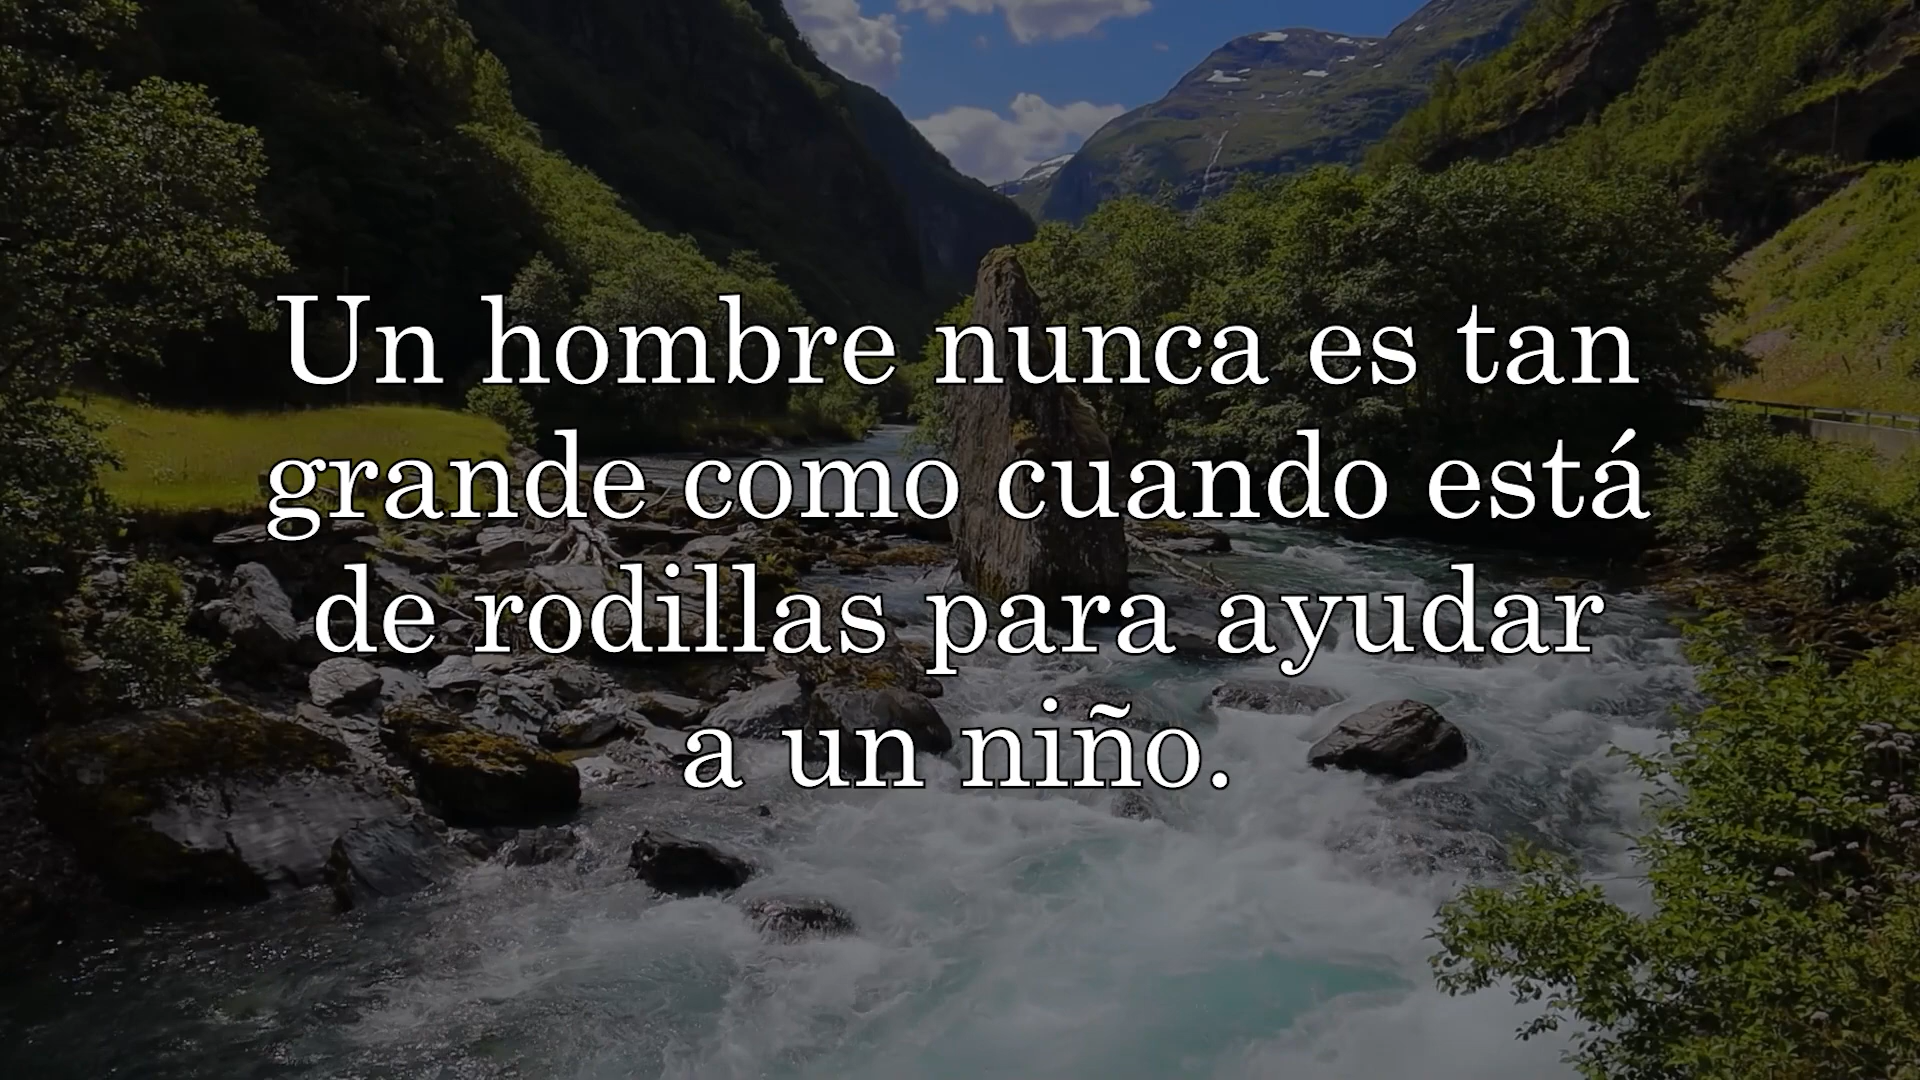 Un hombre nunca es tan
grande como cuando está
de rodillas para ayudar
a un niño.